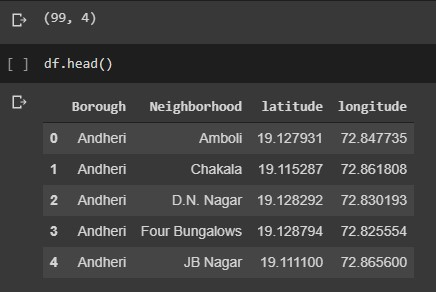 (99, 4)
[ ] df.head()
Borough Neighborhood latitude longitude
0 Andheri Amboli 19.127931 72.847735
1 Andheri Chakala 19.115287 72.861808
2 Andheri D.N. Nagar 19.128292 72.830193
3 Andheri Four Bungalows 19.128794 72.825554
4 Andheri JB Nagar 19.111100 72.865600